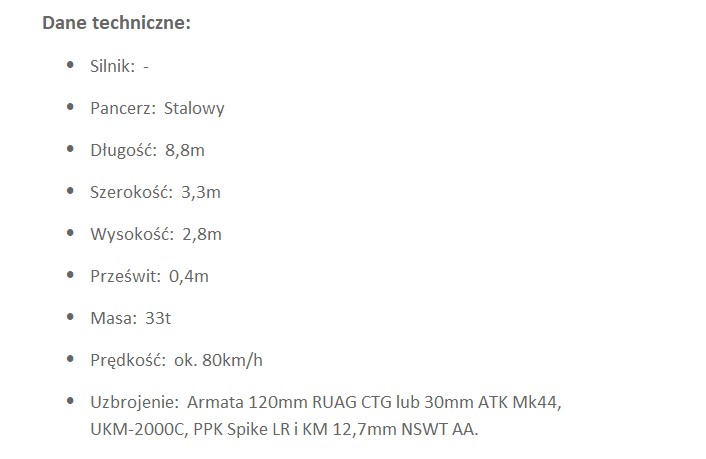 Dane techniczne:
• Silnik: -
• Pancerz: Stalowy
• Długość: 8,8m
• Szerokość: 3,3m
• Wysokość: 2,8m
• Prześwit: 0,4m
• Masa: 33t
• Prędkość: ok. 80km/h
• Uzbrojenie: Armata 120mm RUAG CTG lub 30mm ATK Mk44,
UKM-2000C, PPK Spike LR i KM 12,7mm NSWT AA.